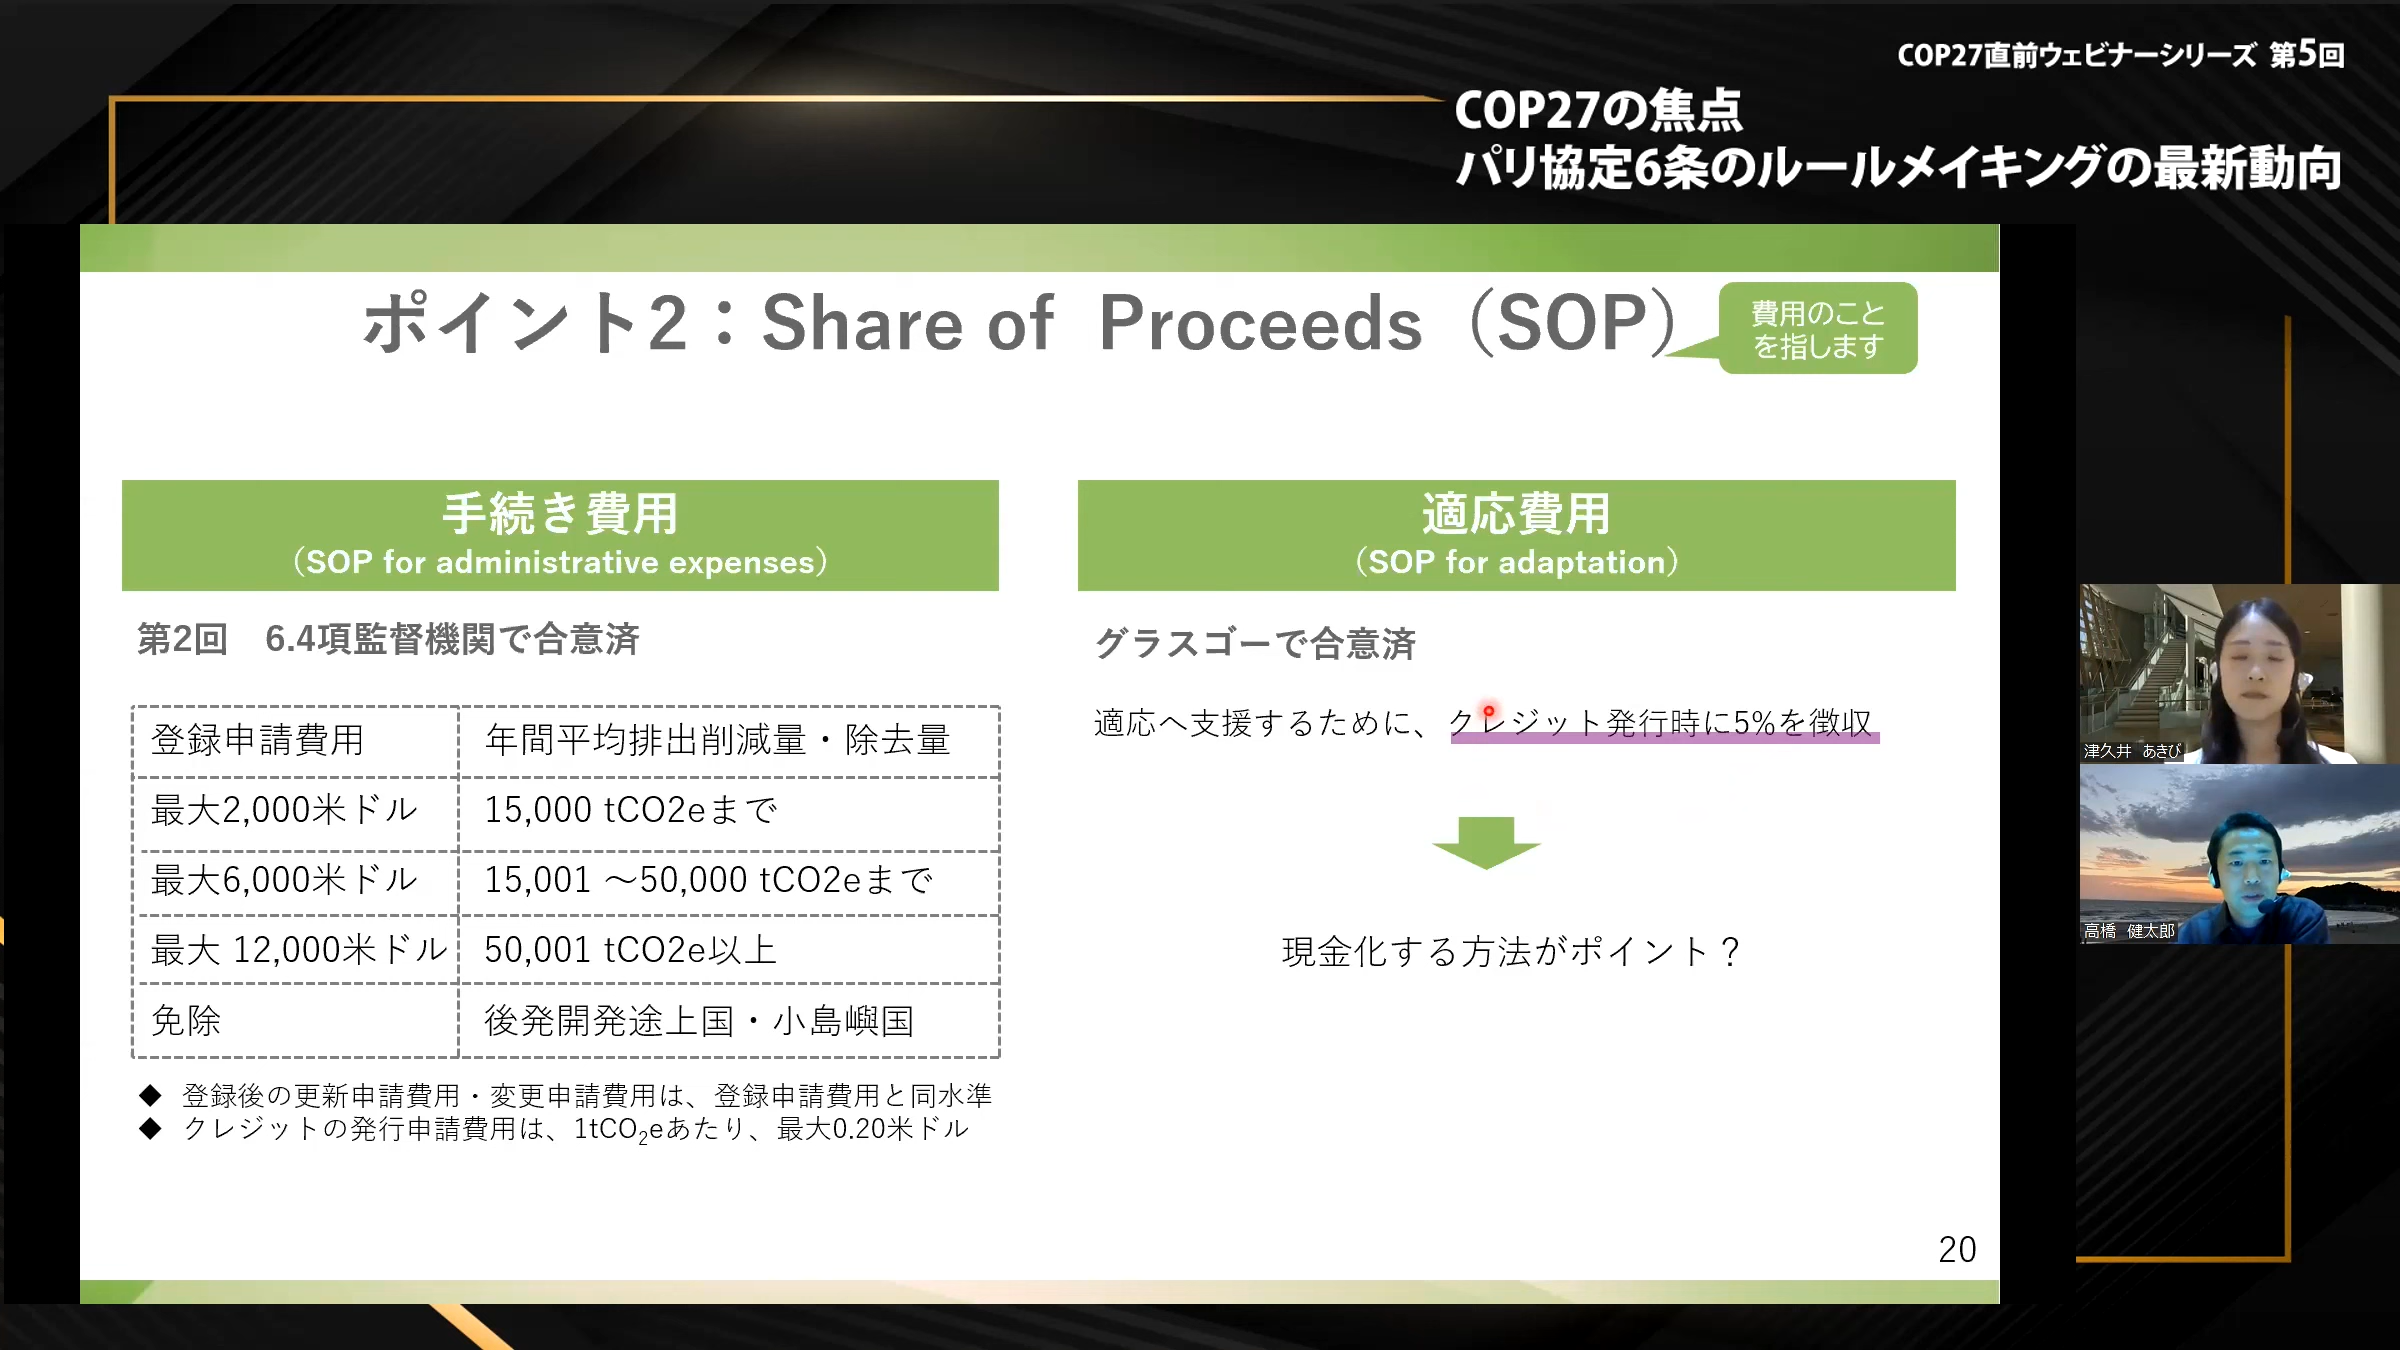 COP27直前ウェビナーシリーズ 第5回
COP27の焦点
パリ協定6条のルールメイキングの最新動向
ポイント2：Share of Proceeds（SOP）
費用のこと
を指します
手続き費用
（SOP for administrative expenses）
第2回　6.4項監督機関で合意済
登録申請費用 年間平均排出削減量・除去量
最大2,000米ドル 15,000 tCO2eまで
最大6,000米ドル 15,001 ～50,000 tCO2eまで
最大 12,000米ドル 50,001 tCO2e以上
免除 後発開発途上国・小島嶼国
◆ 登録後の更新申請費用・変更申請費用は、登録申請費用と同水準
◆ クレジットの発行申請費用は、1tCO₂eあたり、最大0.20米ドル
適応費用
（SOP for adaptation）
グラスゴーで合意済
適応へ支援するために、クレジット発行時に5%を徴収
現金化する方法がポイント？
20
津久井 あきび
高橋 健太郎